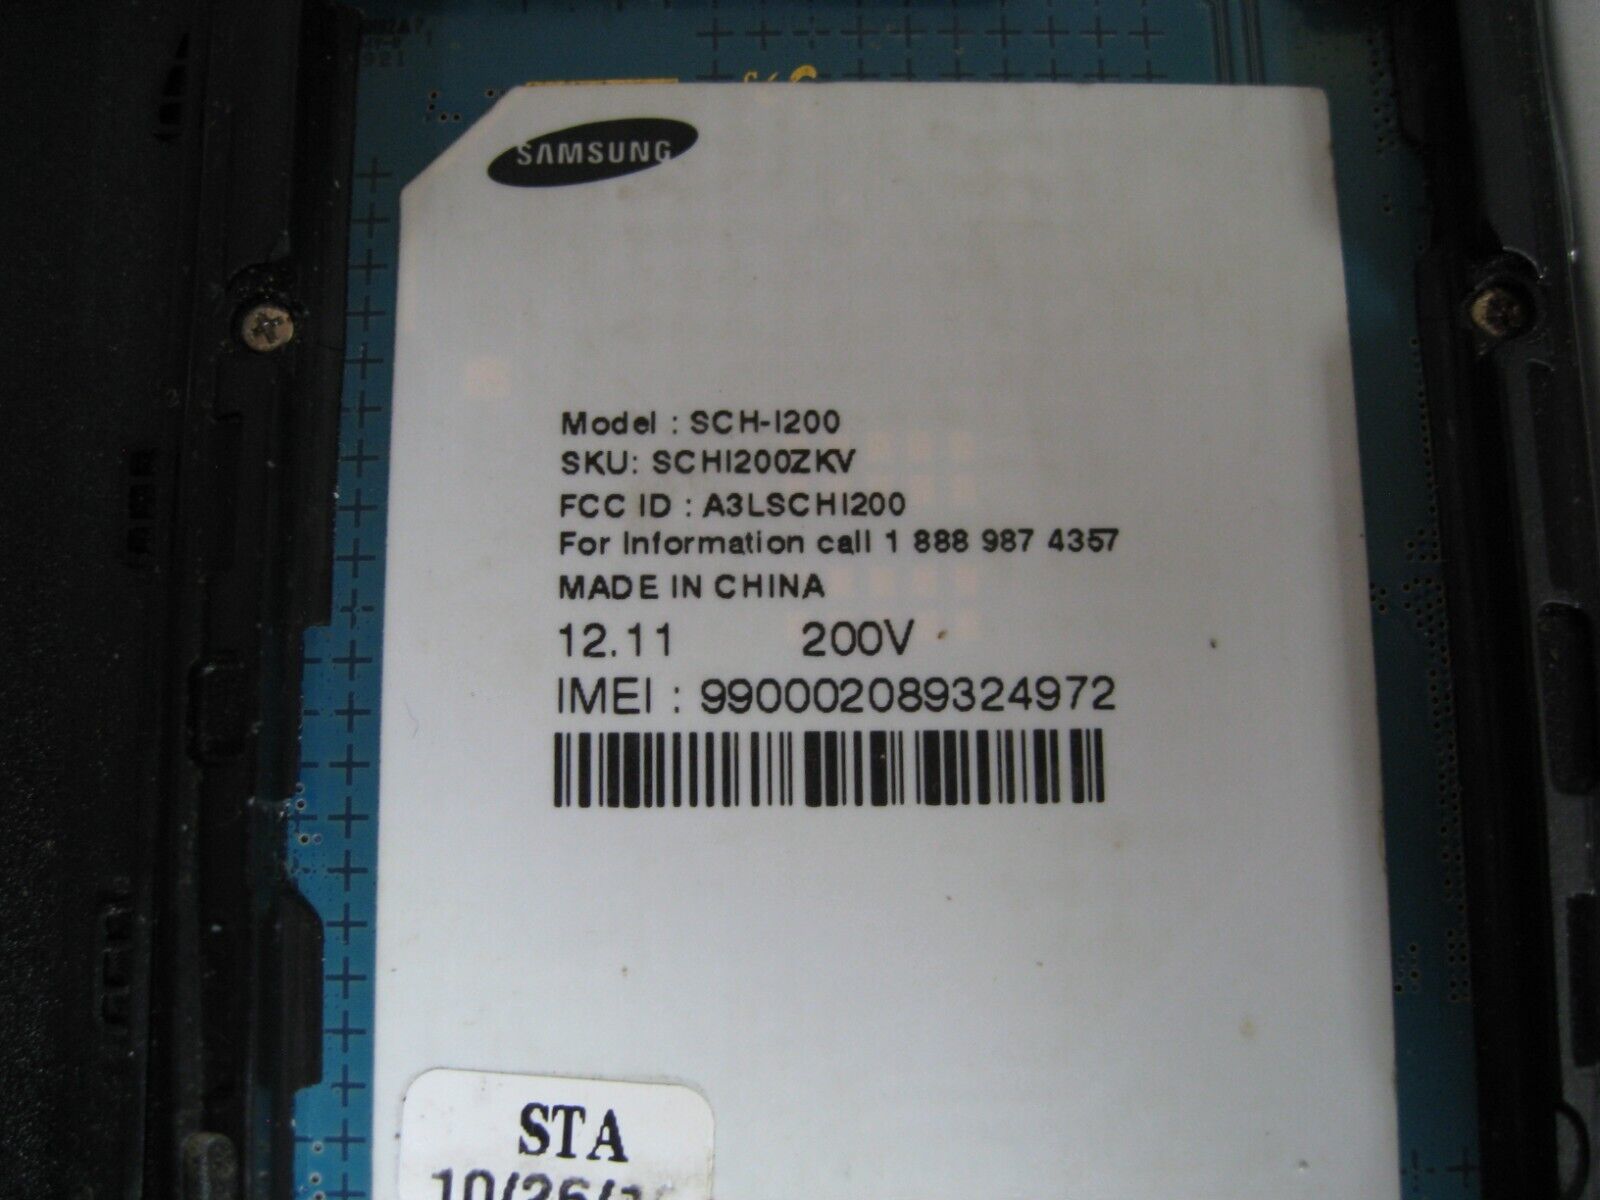 SAMSUNG
Model : SCH-I200
SKU: SCHI200ZKV
FCC ID : A3LSCHI200
For Information call 1 888 987 4357
MADE IN CHINA
12.11 200V
IMEI : 990002089324972
STA